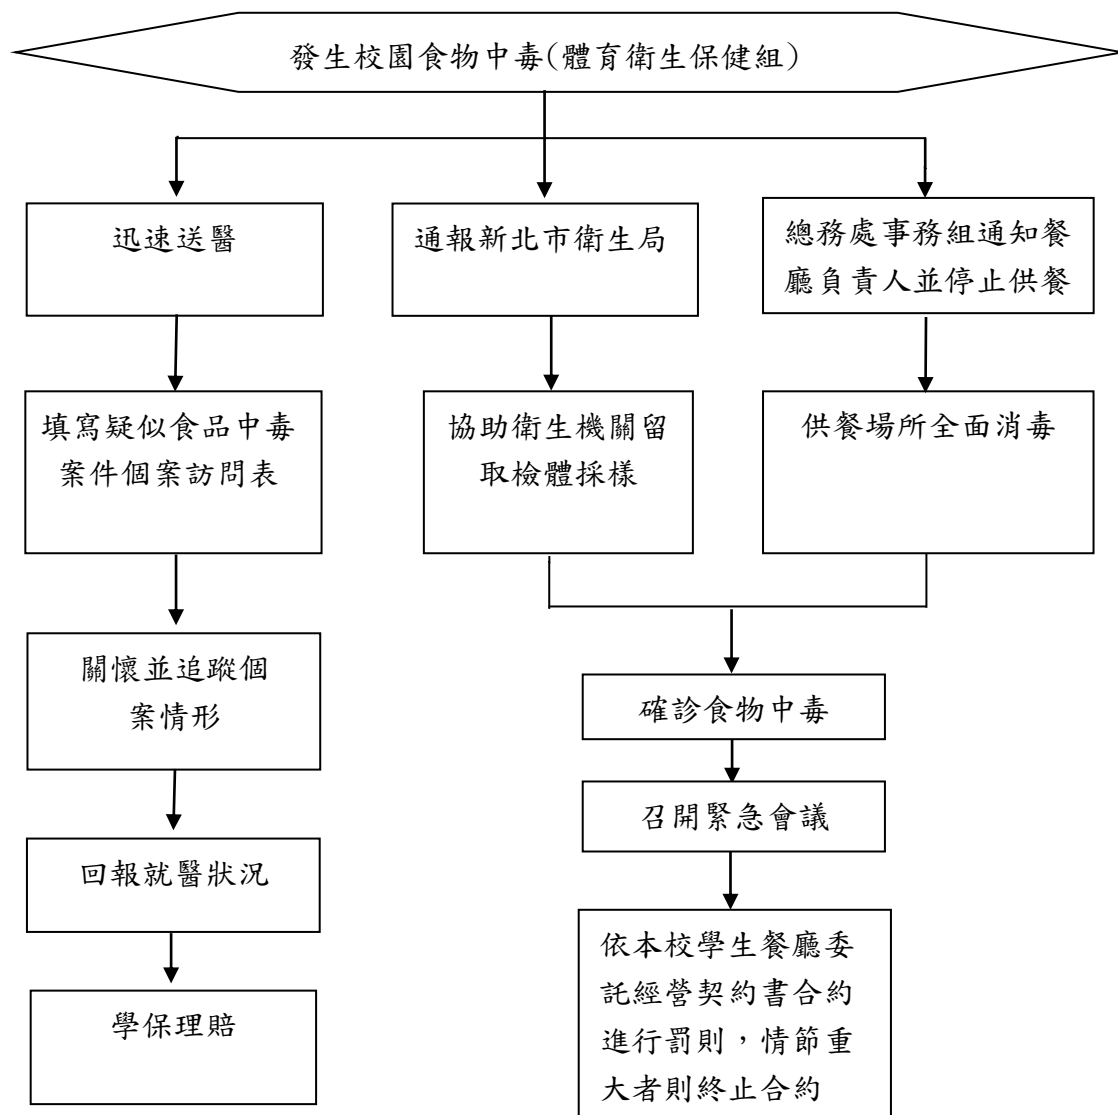 發生校園食物中毒(體育衛生保健組)
迅速送醫
通報新北市衛生局
總務處事務組通知餐
廳負責人並停止供餐
填寫疑似食品中毒
案件個案訪問表
協助衛生機關留
取檢體採樣
供餐場所全面消毒
關懷並追蹤個
案情形
確診食物中毒
召開緊急會議
回報就醫狀況
依本校學生餐廳委
託經營契約書合約
進行罰則，情節重
大者則終止合約
學保理賠